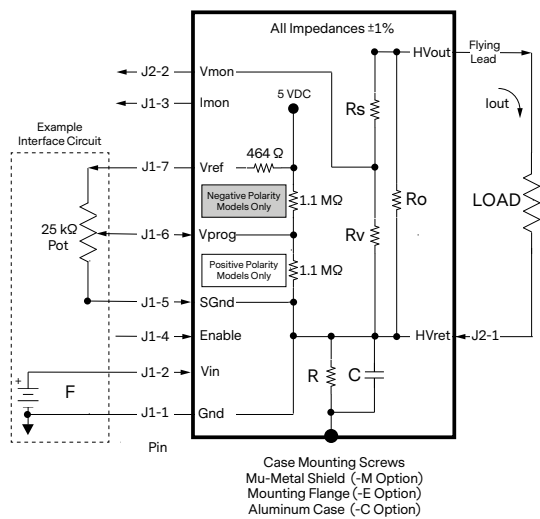 All Impedances ±1%
HVout
Flying
Lead
J2-2
Vmon
J1-3
Imon
5 VDC
Rs
Iout
Example
Interface Circuit
J1-7
Vref
464 Ω
Negative Polarity
Models Only
1.1 MΩ
Ro
LOAD
25 kΩ
Pot
J1-6
Vprog
Rv
Positive Polarity
Models Only
1.1 MΩ
J1-5
SGnd
J1-4
Enable
HVret
J2-1
J1-2
Vin
+
F
R
C
J1-1
Gnd
Pin
Case Mounting Screws
Mu-Metal Shield (-M Option)
Mounting Flange (-E Option)
Aluminum Case (-C Option)